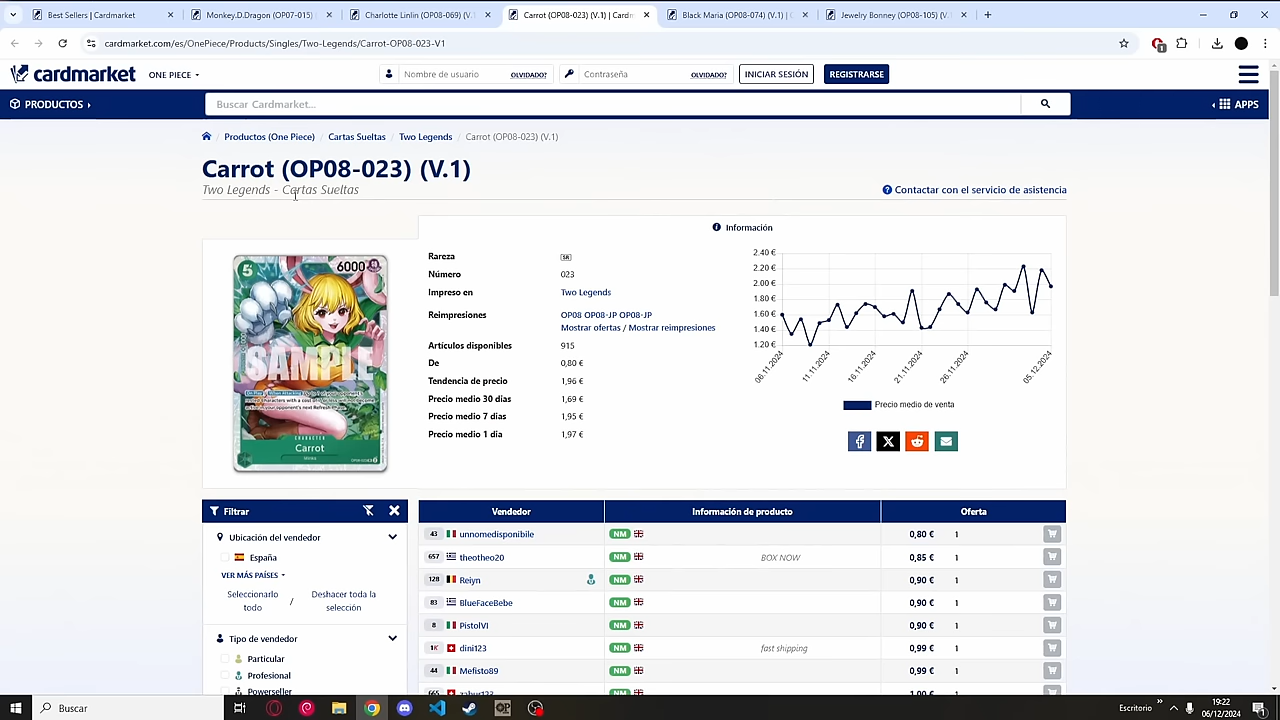 Best Sellers | Cardmarket
Monkey.D.Dragon (OP07-015)
Charlotte Linlin (OP08-069) (V.
Carrot (OP08-023) (V.1) | Cardm
Black Maria (OP08-074) (V.1) | C
Jewelry Bonney (OP08-105) (V.
cardmarket.com/es/OnePiece/Products/Singles/Two-Legends/Carrot-OP08-023-V1
cardmarket
ONE PIECE
Nombre de usuario
OLVIDADO?
Contraseña
OLVIDADO?
INICIAR SESIÓN
REGISTRARSE
PRODUCTOS
Buscar Cardmarket...
APPS
Productos (One Piece) / Cartas Sueltas / Two Legends / Carrot (OP08-023) (V.1)
Carrot (OP08-023) (V.1)
Two Legends - Cartas Sueltas
Contactar con el servicio de asistencia
Información
5
6000
SAMPLE
CHARACTER
Carrot
Rareza SR
Número 023
Impreso en Two Legends
Reimpresiones OP08 OP08-JP OP08-JP
Mostrar ofertas / Mostrar reimpresiones
Artículos disponibles 915
De 0,80 €
Tendencia de precio 1,96 €
Precio medio 30 días 1,69 €
Precio medio 7 días 1,95 €
Precio medio 1 día 1,97 €
2.40 €
2.20 €
2.00 €
1.80 €
1.60 €
1.40 €
1.20 €
06.11.2024
11.11.2024
16.11.2024
21.11.2024
26.11.2024
05.12.2024
Precio medio de venta
Filtrar
Ubicación del vendedor
España
VER MÁS PAÍSES
Seleccionarlo todo / Deshacer toda la selección
Tipo de vendedor
Particular
Profesional
Powerseller
Vendedor Información de producto Oferta
43 unnomedisponibile NM 0,80 € 1
657 theotheo20 NM BOX NOW 0,85 € 1
128 Reiyn NM 0,90 € 1
83 BlueFaceBebe NM 0,90 € 1
8 PistolVI NM 0,90 € 1
1K dini123 NM fast shipping 0,99 € 1
44 Mefisto89 NM 0,99 € 1
665 zabur123 NM 1,00 € 1
Buscar
Escritorio
19:22
06/12/2024